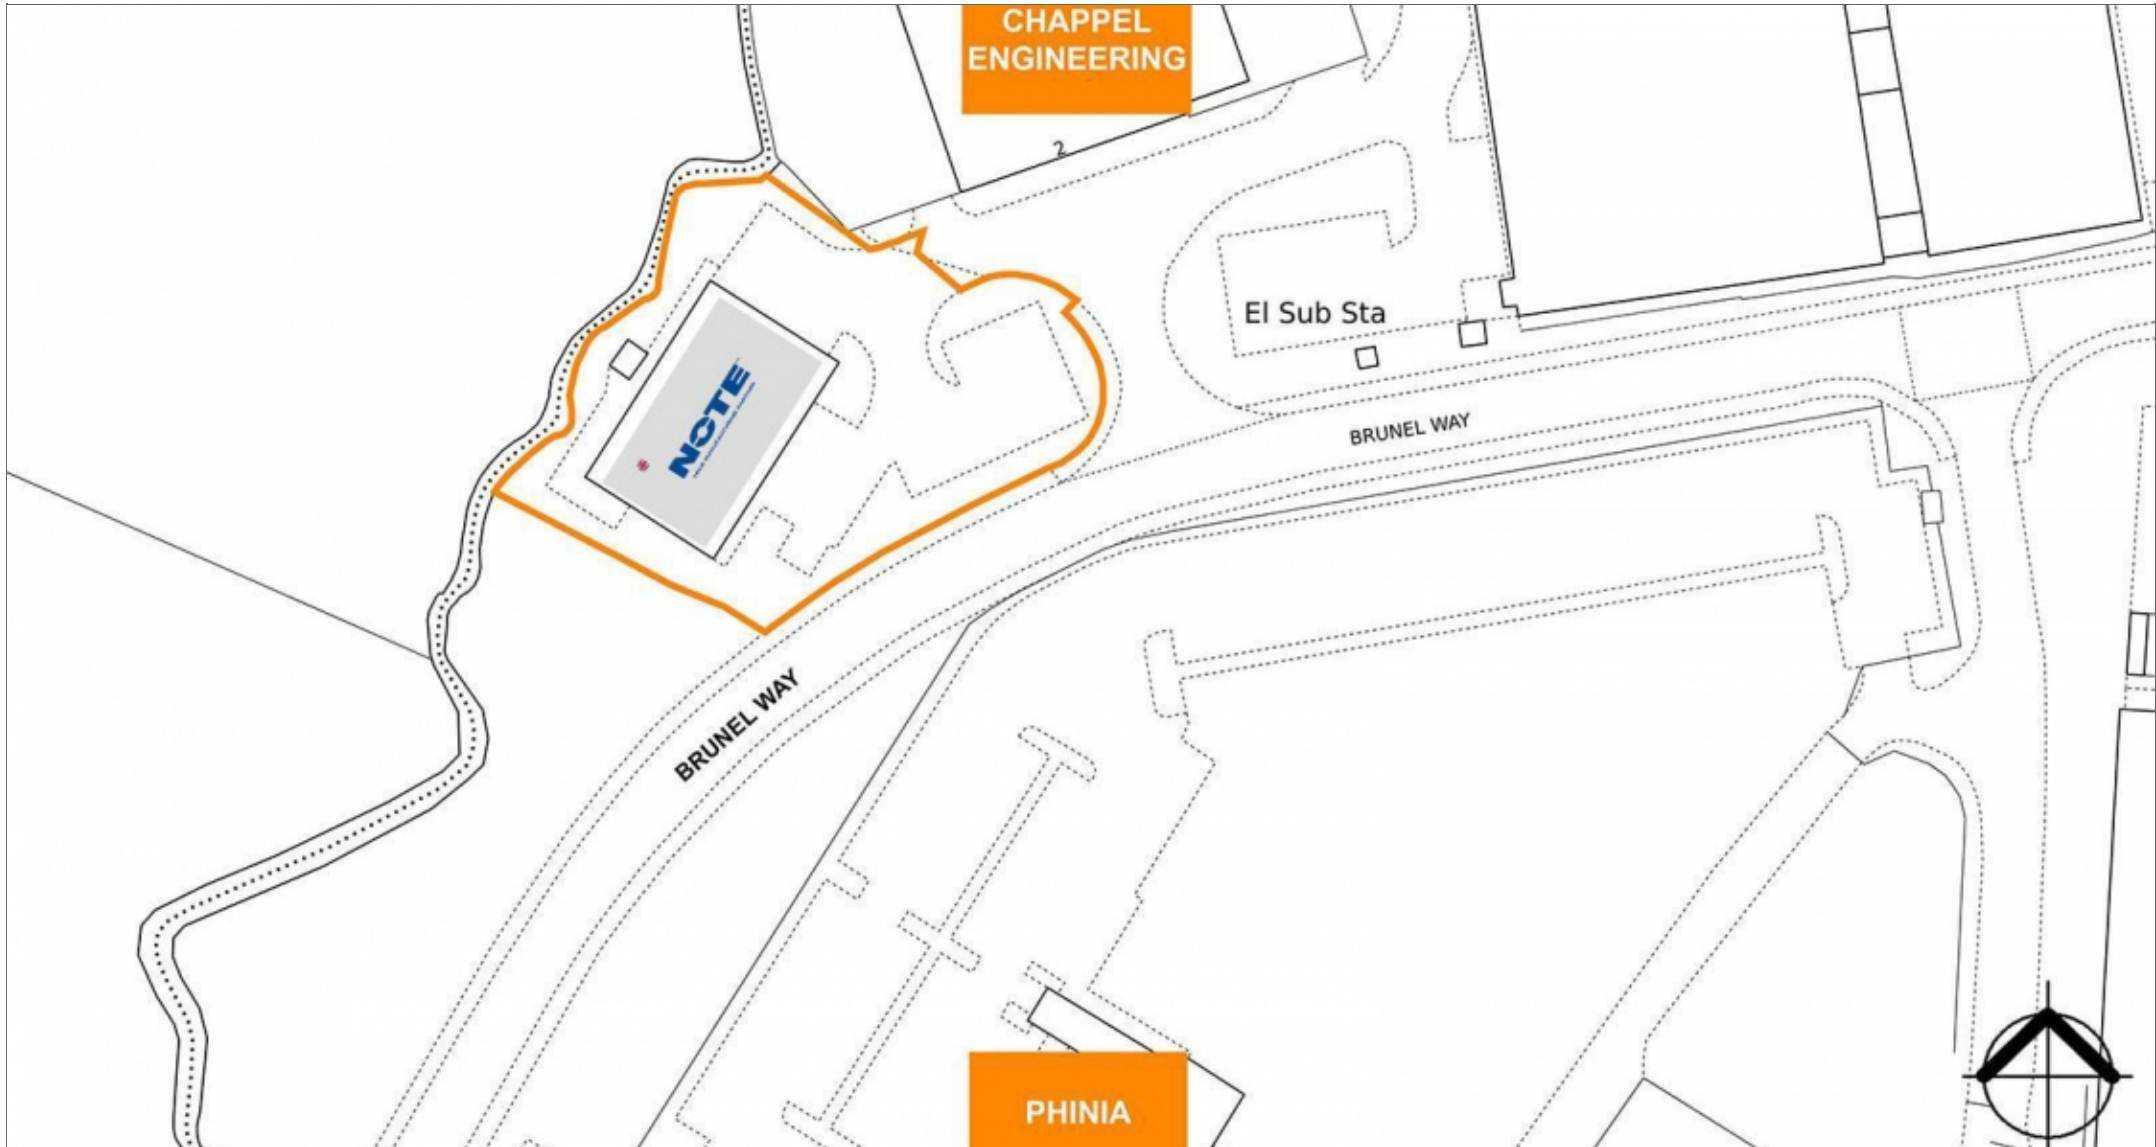 CHAPPEL
ENGINEERING
2
El Sub Sta
NOTE
BRUNEL WAY
BRUNEL WAY
PHINIA